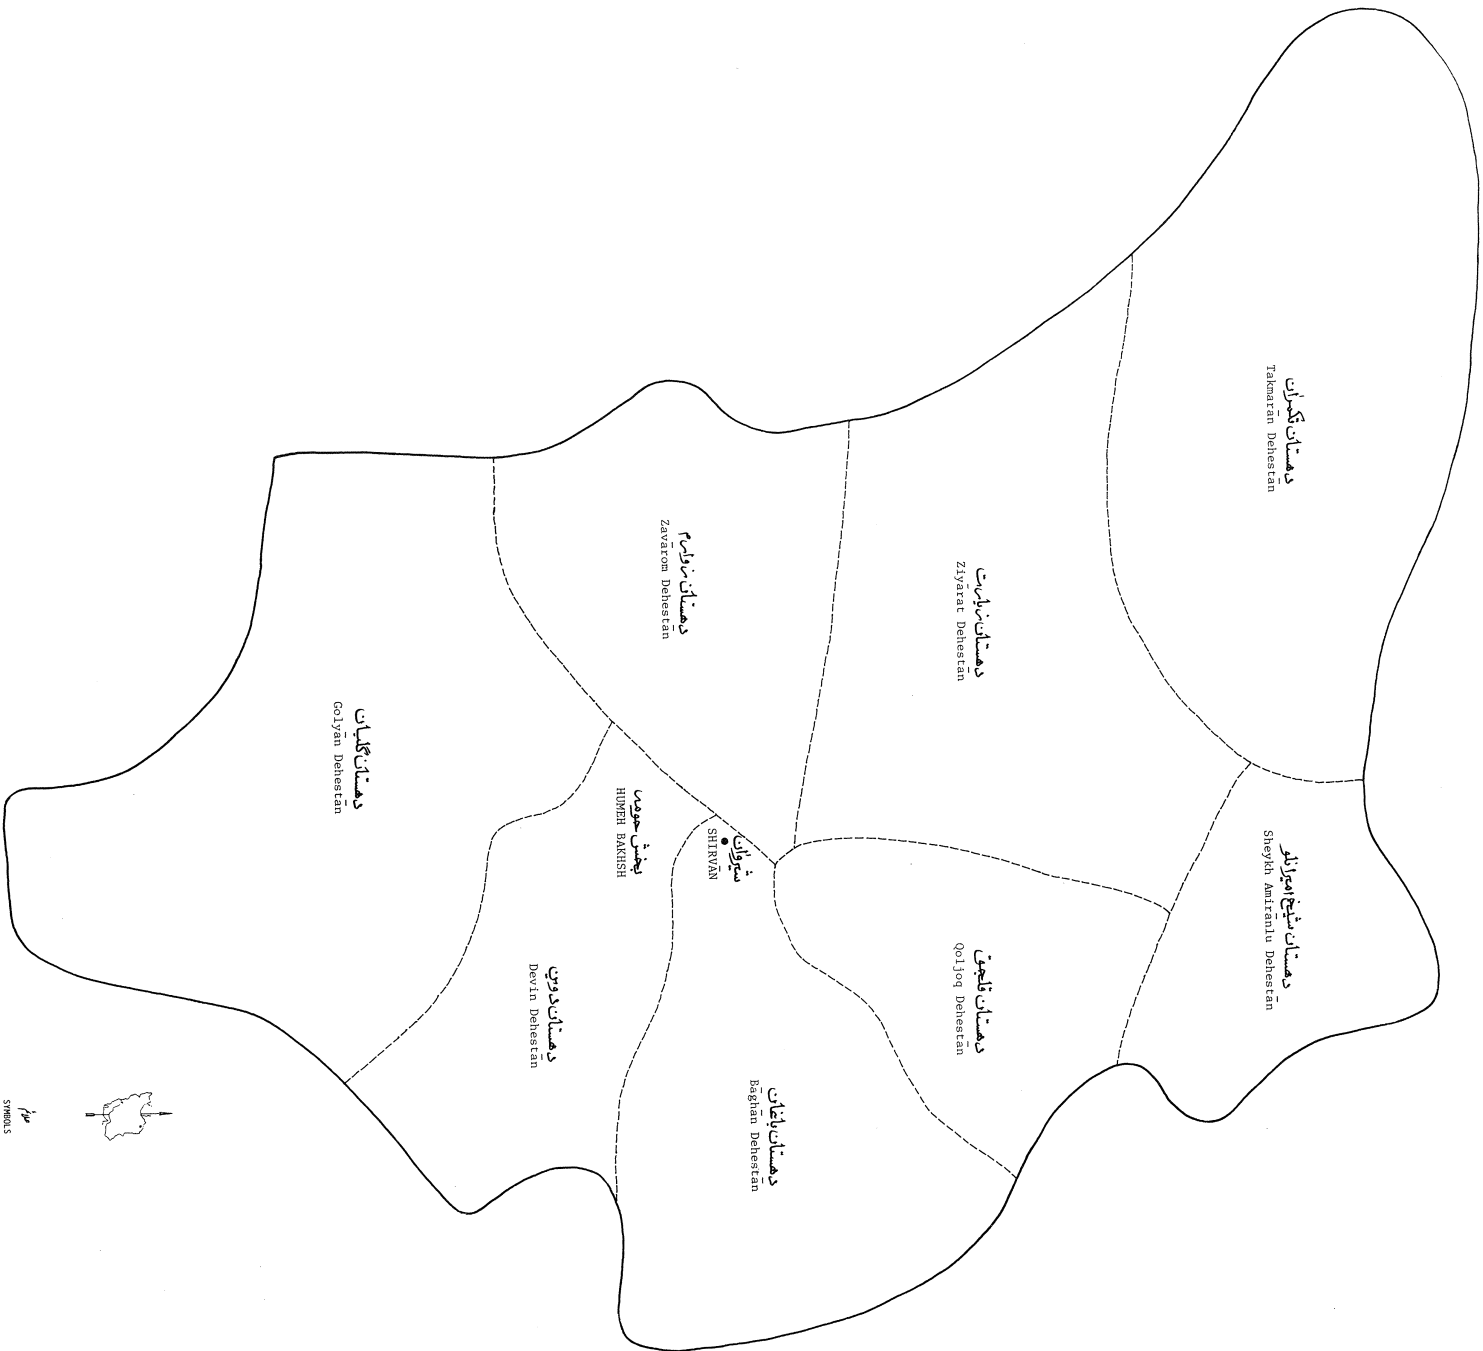 دهستان تکمران
Takmarān Dehestān
دهستان زیارت
Ziyārat Dehestān
دهستان شیخ امیرانلو
Sheykh Amirānlu Dehestān
دهستان زوارم
Zavārom Dehestān
دهستان قلجق
Qoljoq Dehestān
شیروان
SHIRVĀN
بخش حومه
HUMEH BAKHSH
دهستان باغان
Bāghān Dehestān
دهستان گلیان
Golyān Dehestān
دهستان دوین
Devin Dehestān
علائم
SYMBOLS